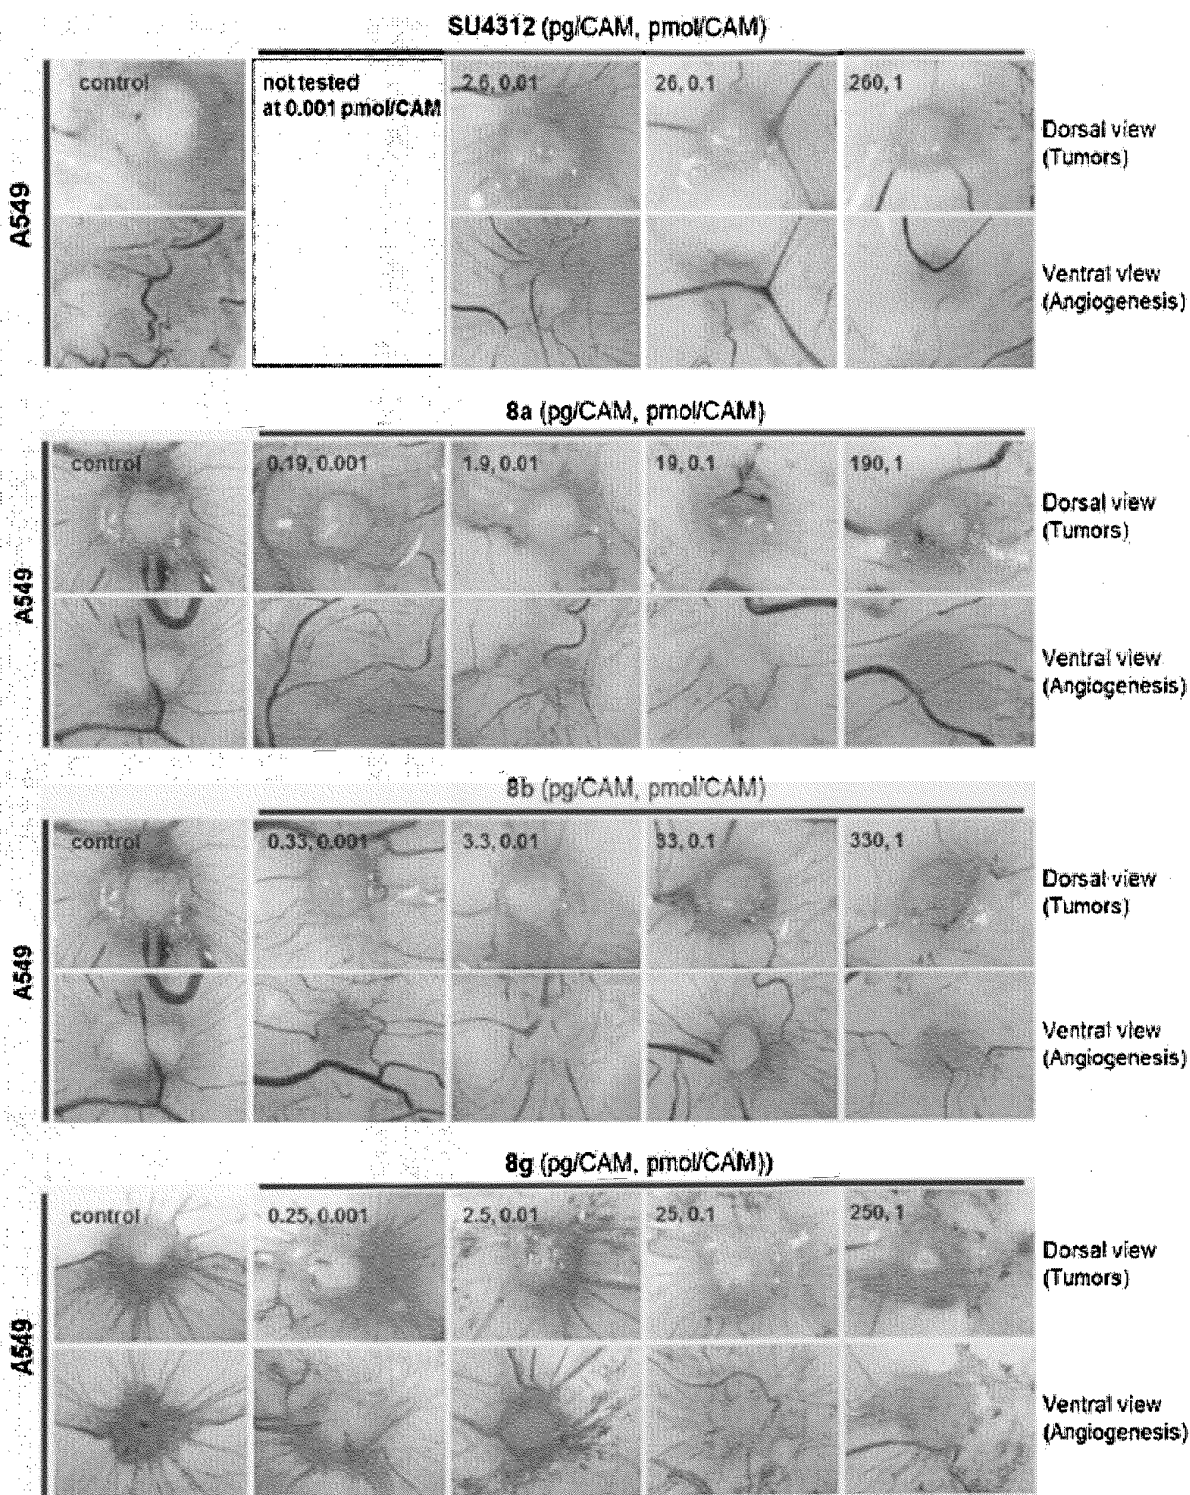 SU4312 (pg/CAM, pmol/CAM)
control
not tested
at 0.001 pmol/CAM
2.6, 0.01
26, 0.1
260, 1
Dorsal view
(Tumors)
A549
Ventral view
(Angiogenesis)
8a (pg/CAM, pmol/CAM)
control
0.19, 0.001
1.9, 0.01
19, 0.1
190, 1
Dorsal view
(Tumors)
A549
Ventral view
(Angiogenesis)
8b (pg/CAM, pmol/CAM)
control
0.33, 0.001
3.3, 0.01
33, 0.1
330, 1
Dorsal view
(Tumors)
A549
Ventral view
(Angiogenesis)
8g (pg/CAM, pmol/CAM))
control
0.25, 0.001
2.5, 0.01
25, 0.1
250, 1
Dorsal view
(Tumors)
A549
Ventral view
(Angiogenesis)